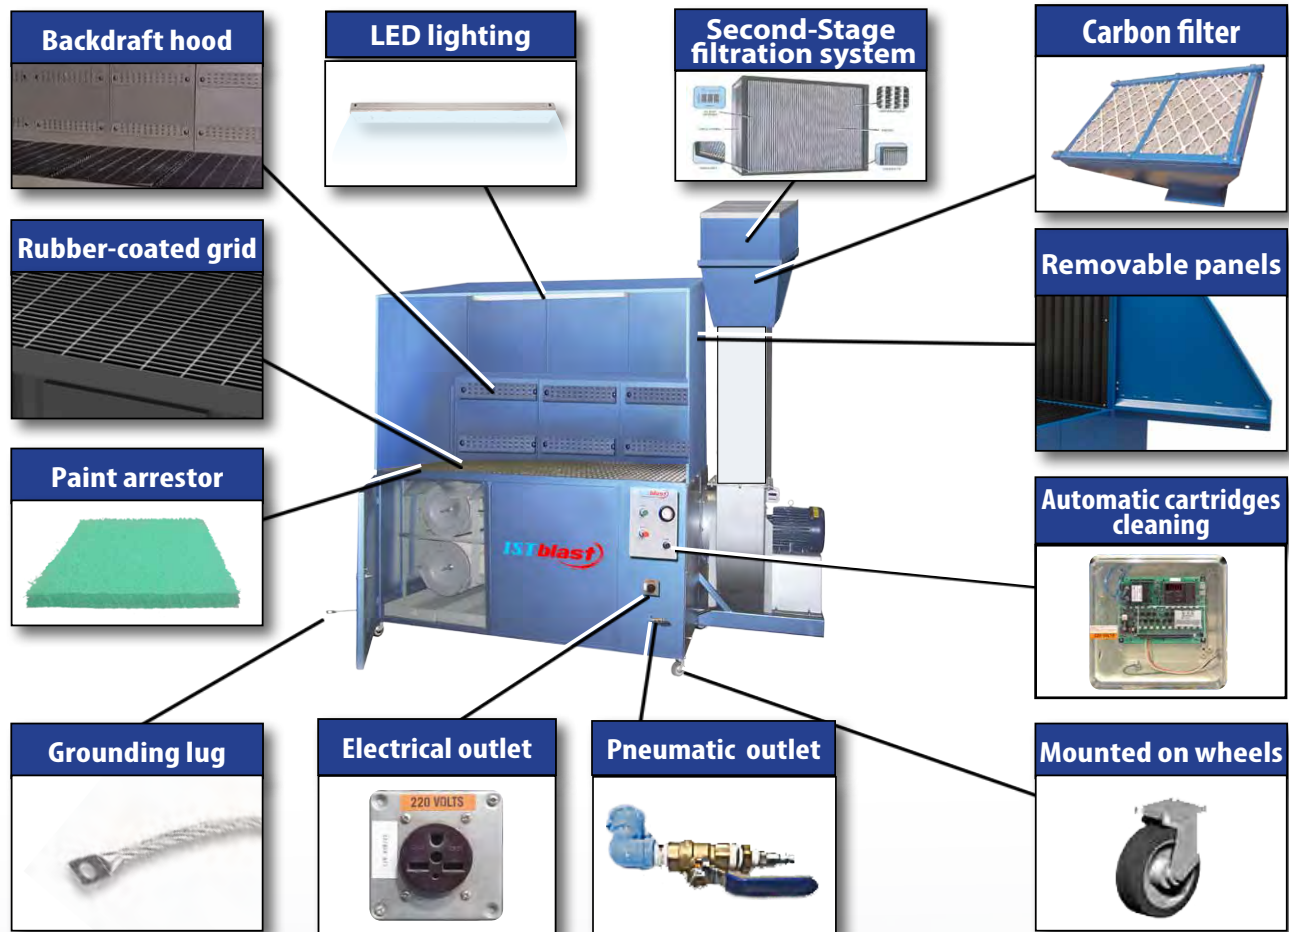 Backdraft hood
LED lighting
Second-Stage
filtration system
Carbon filter
Rubber-coated grid
Removable panels
Paint arrestor
Automatic cartridges
cleaning
ISTblast
Grounding lug
Electrical outlet
220 VOLTS
Pneumatic outlet
Mounted on wheels